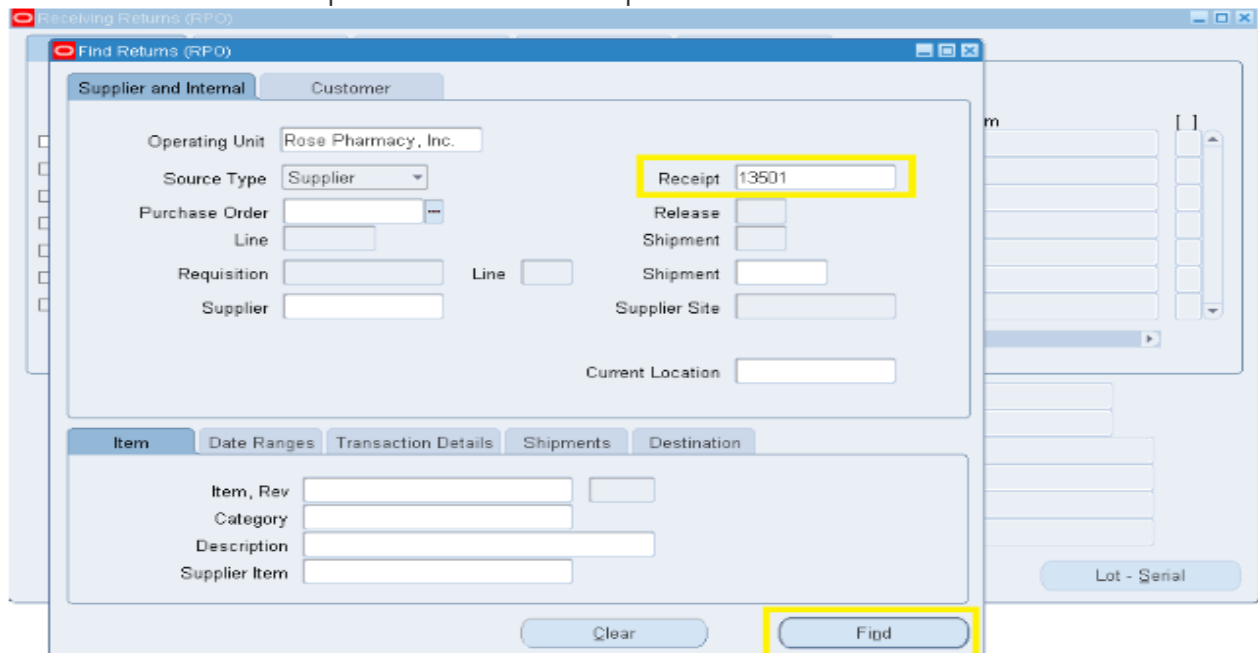 Receiving Returns (RPO)
Find Returns (RPO)
Supplier and Internal Customer
m [ ]
Operating Unit Rose Pharmacy, Inc.
Source Type Supplier Receipt 13501
Purchase Order Release
Line Shipment
Requisition Line Shipment
Supplier Supplier Site
Current Location
Item Date Ranges Transaction Details Shipments Destination
Item, Rev
Category
Description
Supplier Item
Lot - Serial
Clear Find